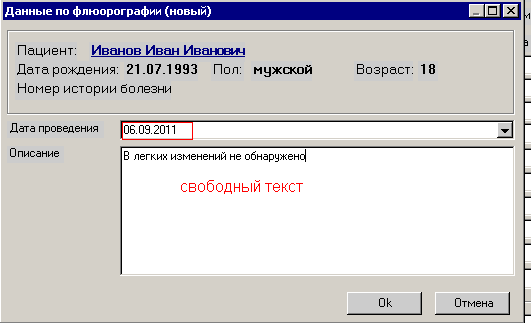 Данные по флюорографии (новый)
Пациент: Иванов Иван Иванович
Дата рождения: 21.07.1993 Пол: мужской Возраст: 18
Номер истории болезни
Дата проведения 06.09.2011
Описание В легких изменений не обнаружено
свободный текст
Ok Отмена